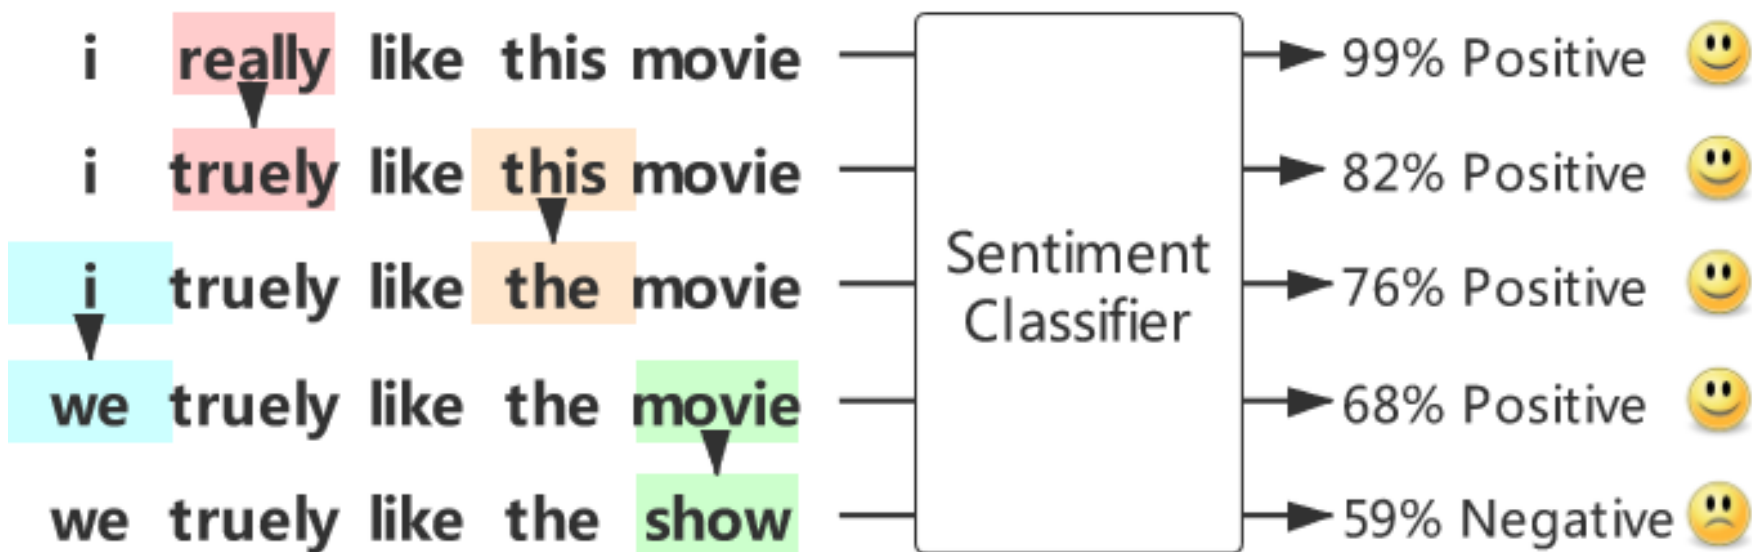 i really like this movie 99% Positive
i truely like this movie 82% Positive
Sentiment
Classifier
i truely like the movie 76% Positive
we truely like the movie 68% Positive
we truely like the show 59% Negative